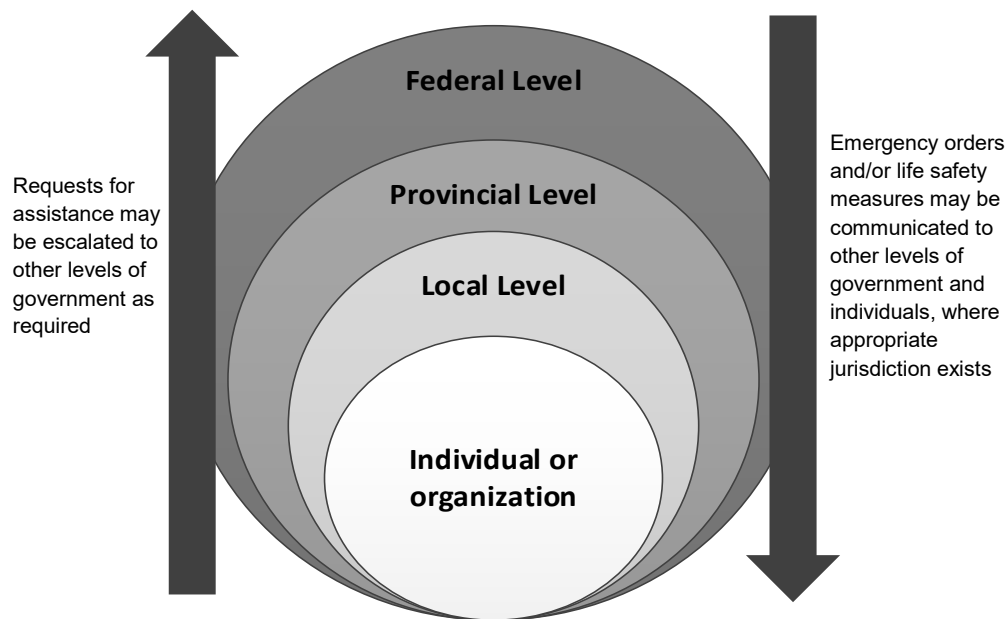 Federal Level
Provincial Level
Local Level
Individual or
organization
Requests for
assistance may
be escalated to
other levels of
government as
required
Emergency orders
and/or life safety
measures may be
communicated to
other levels of
government and
individuals, where
appropriate
jurisdiction exists